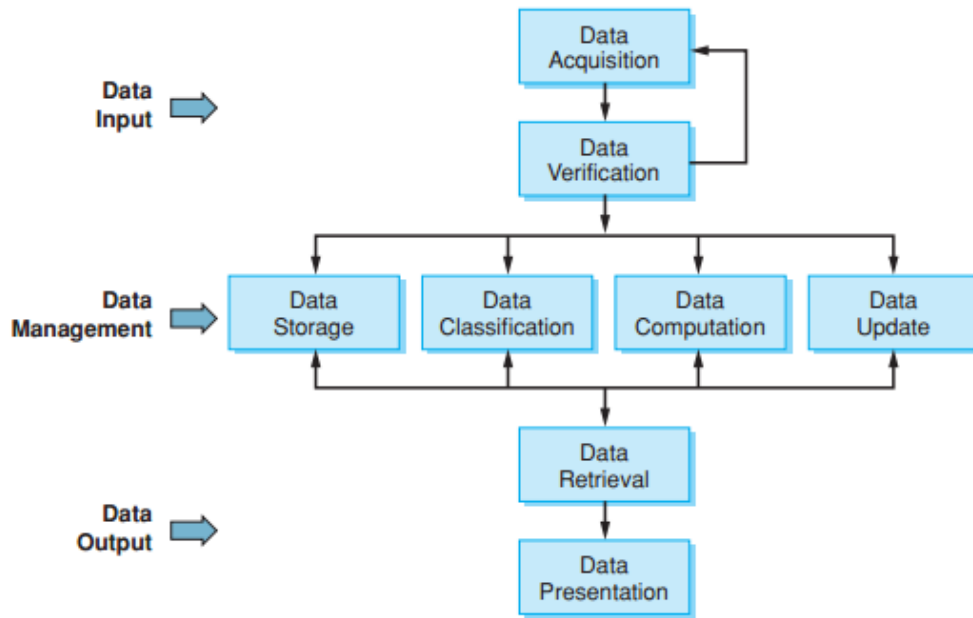 Data
Acquisition
Data
Input
Data
Verification
Data
Management
Data
Storage
Data
Classification
Data
Computation
Data
Update
Data
Retrieval
Data
Output
Data
Presentation